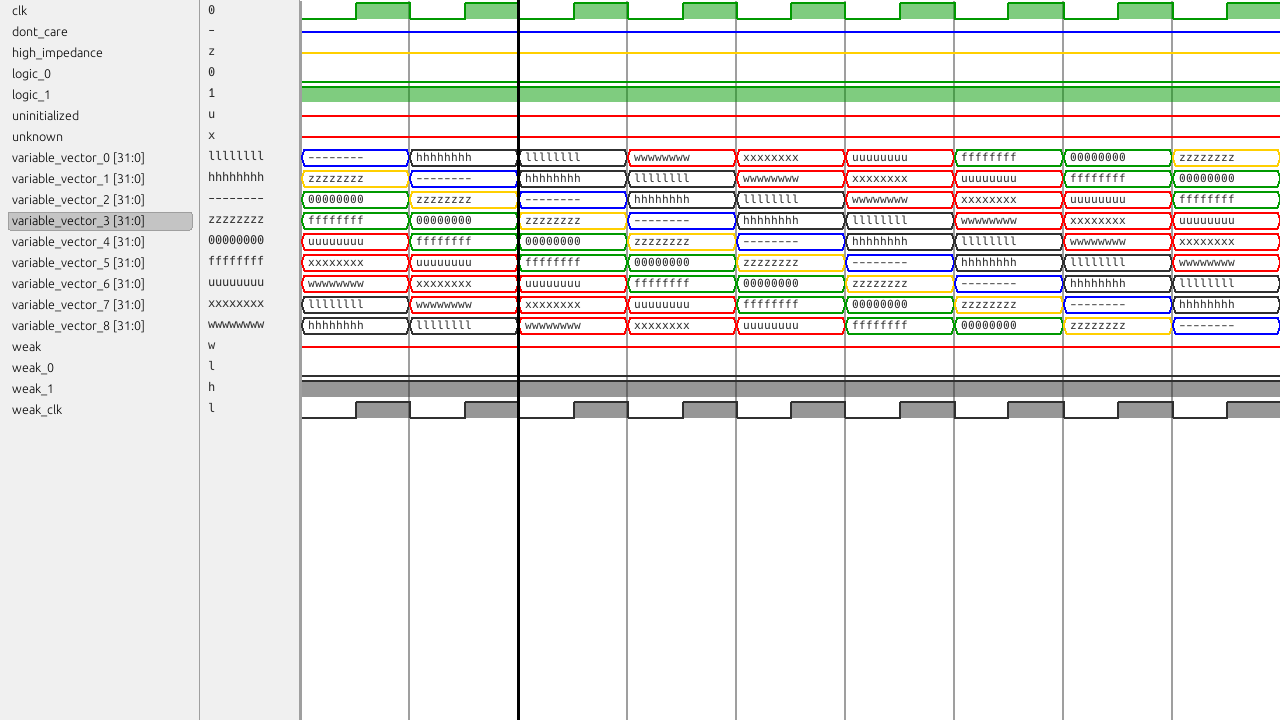 clk 0
dont_care -
high_impedance z
logic_0 0
logic_1 1
uninitialized u
unknown x
variable_vector_0 [31:0] llllllll -------- hhhhhhhh llllllll wwwwwwww xxxxxxxx uuuuuuuu ffffffff 00000000 zzzzzzzz
variable_vector_1 [31:0] hhhhhhhh zzzzzzzz -------- hhhhhhhh llllllll wwwwwwww xxxxxxxx uuuuuuuu ffffffff 00000000
variable_vector_2 [31:0] -------- 00000000 zzzzzzzz -------- hhhhhhhh llllllll wwwwwwww xxxxxxxx uuuuuuuu ffffffff
variable_vector_3 [31:0] zzzzzzzz ffffffff 00000000 zzzzzzzz -------- hhhhhhhh llllllll wwwwwwww xxxxxxxx uuuuuuuu
variable_vector_4 [31:0] 00000000 uuuuuuuu ffffffff 00000000 zzzzzzzz -------- hhhhhhhh llllllll wwwwwwww xxxxxxxx
variable_vector_5 [31:0] ffffffff xxxxxxxx uuuuuuuu ffffffff 00000000 zzzzzzzz -------- hhhhhhhh llllllll wwwwwwww
variable_vector_6 [31:0] uuuuuuuu wwwwwwww xxxxxxxx uuuuuuuu ffffffff 00000000 zzzzzzzz -------- hhhhhhhh llllllll
variable_vector_7 [31:0] xxxxxxxx llllllll wwwwwwww xxxxxxxx uuuuuuuu ffffffff 00000000 zzzzzzzz -------- hhhhhhhh
variable_vector_8 [31:0] wwwwwwww hhhhhhhh llllllll wwwwwwww xxxxxxxx uuuuuuuu ffffffff 00000000 zzzzzzzz --------
weak w
weak_0 l
weak_1 h
weak_clk l